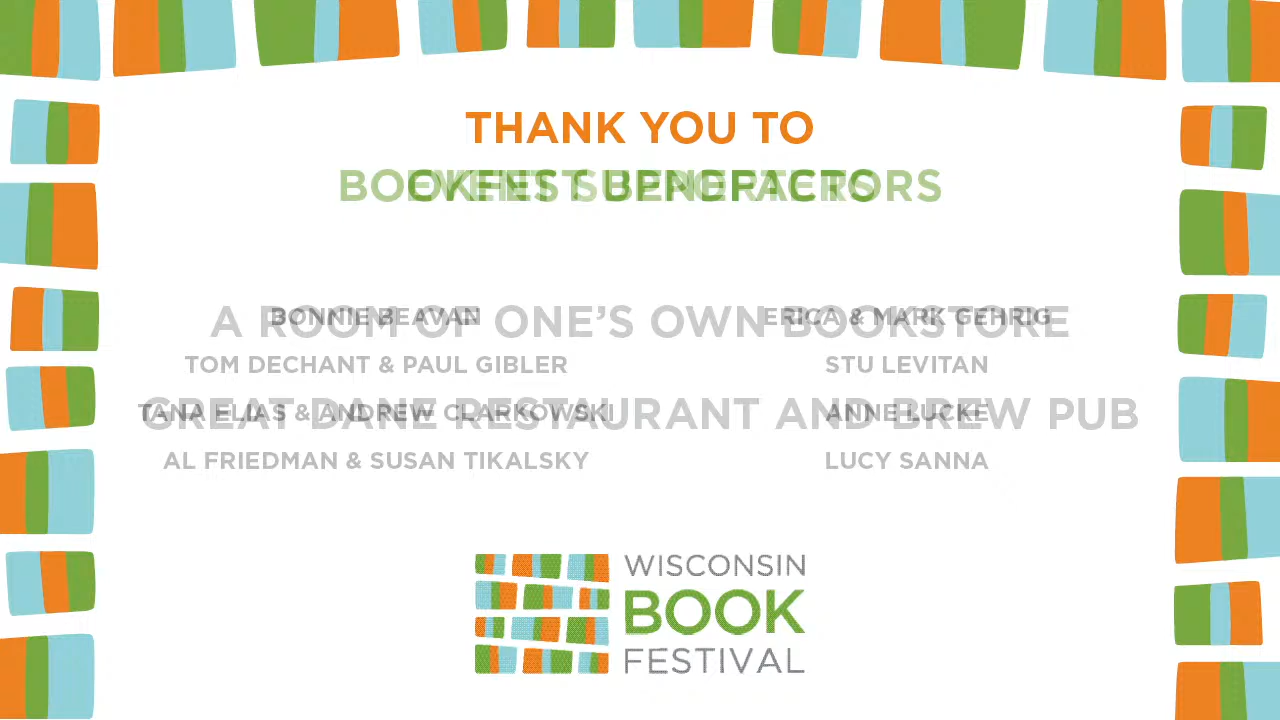 THANK YOU TO
BOOKFEST BENEFACTORS
EVENT SUPPORTERS
A ROOM OF ONE'S OWN BOOKSTORE
GREAT DANE RESTAURANT AND BREW PUB
BONNIE BEAVAN
TOM DECHANT & PAUL GIBLER
TANA ELIAS & ANDREW CLARKOWSKI
AL FRIEDMAN & SUSAN TIKALSKY
ERICA & MARK GEHRIG
STU LEVITAN
ANNE LUCKE
LUCY SANNA
WISCONSIN
BOOK
FESTIVAL